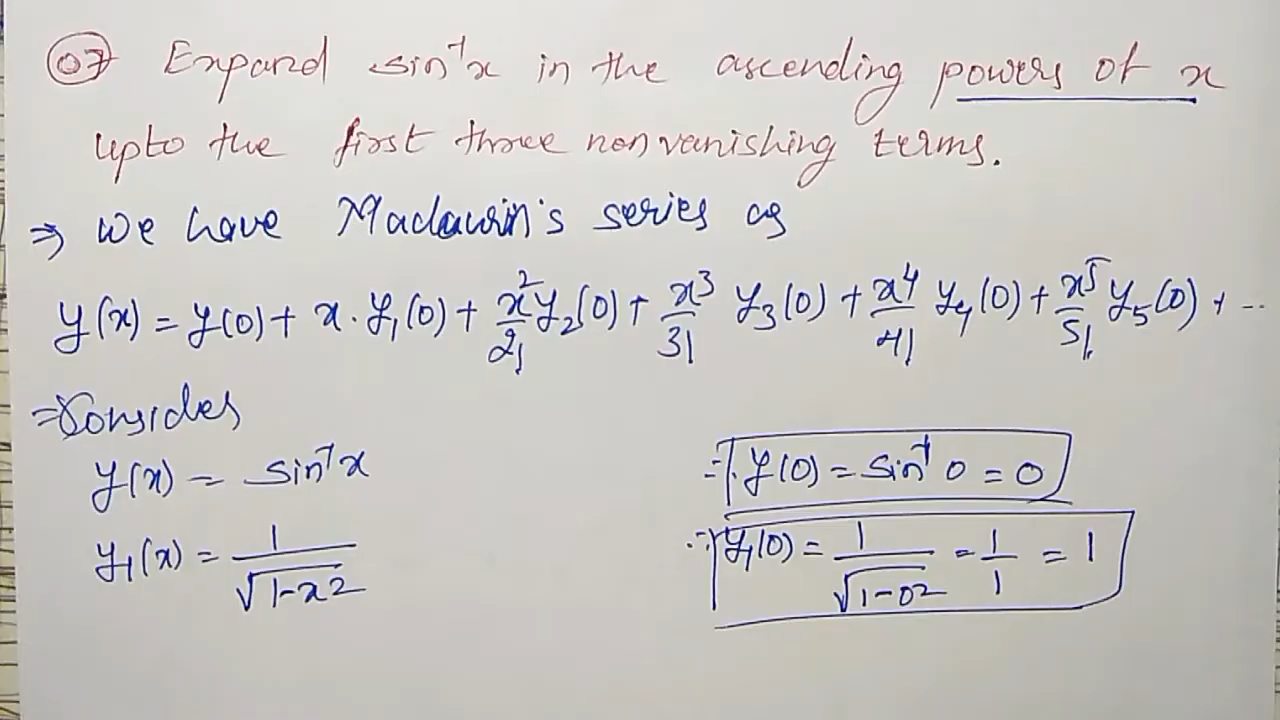 07 Expand sin⁻¹x in the ascending powers of x
upto the first three nonvanishing terms.
⇒ We have Maclaurin's series as
y(x) = y(0) + x·y₁(0) + x²/2! y₂(0) + x³/3! y₃(0) + x⁴/4! y₄(0) + x⁵/5! y₅(0) + ...
⇒ Consider
y(x) = sin⁻¹x
∴ y(0) = sin⁻¹ 0 = 0
y₁(x) = 1/√(1-x²)
∴ y₁(0) = 1/√(1-0²) = 1/1 = 1